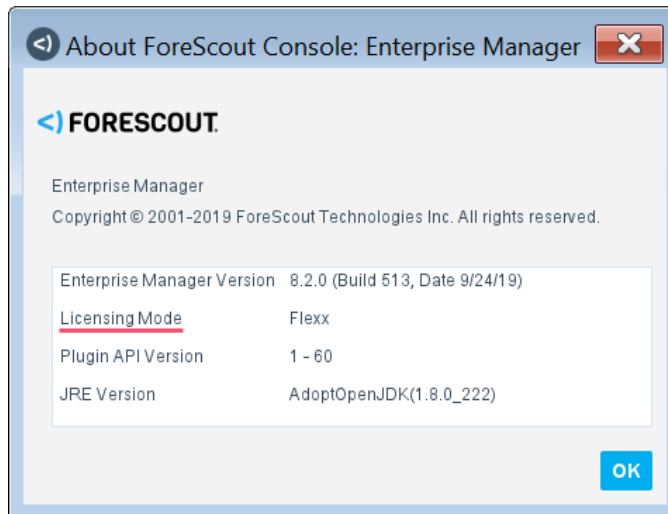 About ForeScout Console: Enterprise Manager
<) FORESCOUT.
Enterprise Manager
Copyright © 2001-2019 ForeScout Technologies Inc. All rights reserved.
Enterprise Manager Version 8.2.0 (Build 513, Date 9/24/19)
Licensing Mode Flexx
Plugin API Version 1 - 60
JRE Version AdoptOpenJDK(1.8.0_222)
OK